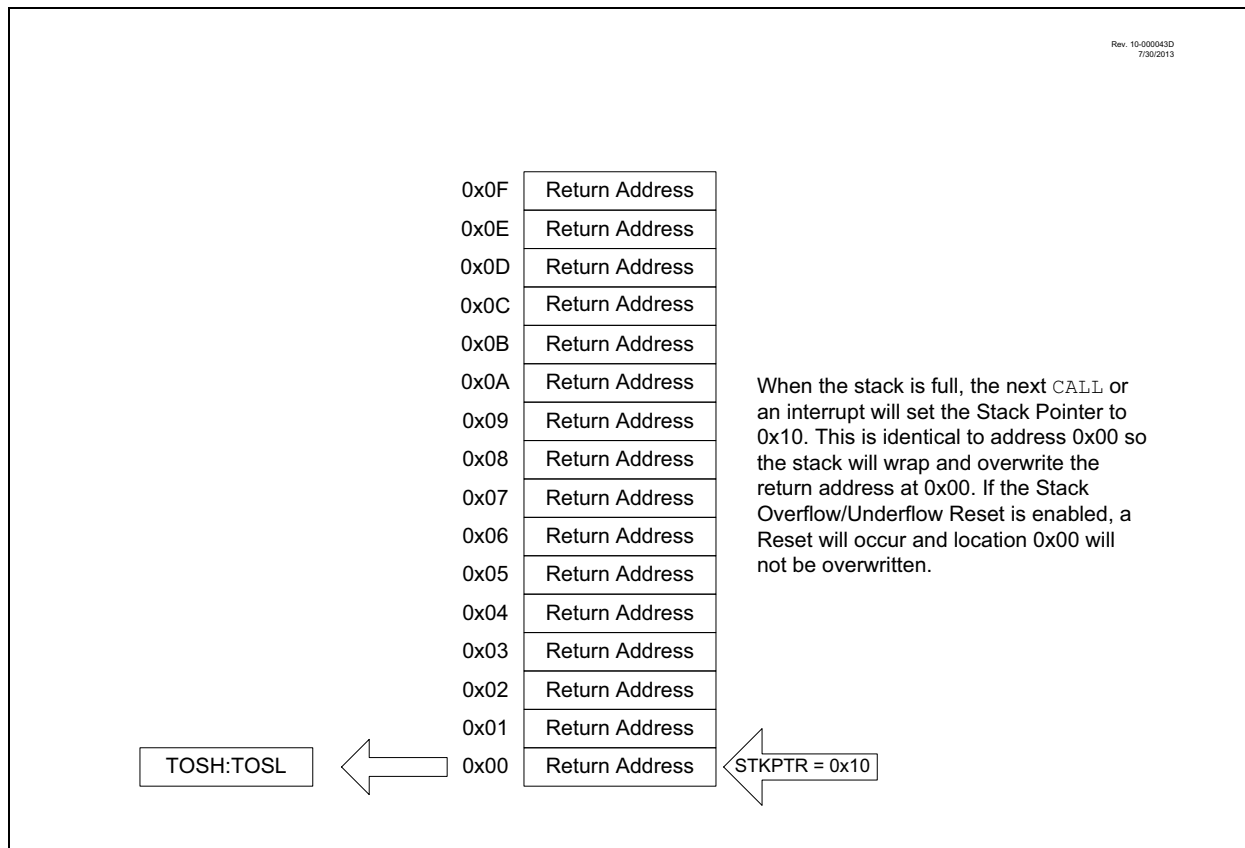 Rev. 10-000043D
7/30/2013
0x0F Return Address
0x0E Return Address
0x0D Return Address
0x0C Return Address
0x0B Return Address
0x0A Return Address
0x09 Return Address
0x08 Return Address
0x07 Return Address
0x06 Return Address
0x05 Return Address
0x04 Return Address
0x03 Return Address
0x02 Return Address
0x01 Return Address
TOSH:TOSL 0x00 Return Address STKPTR = 0x10
When the stack is full, the next CALL or
an interrupt will set the Stack Pointer to
0x10. This is identical to address 0x00 so
the stack will wrap and overwrite the
return address at 0x00. If the Stack
Overflow/Underflow Reset is enabled, a
Reset will occur and location 0x00 will
not be overwritten.